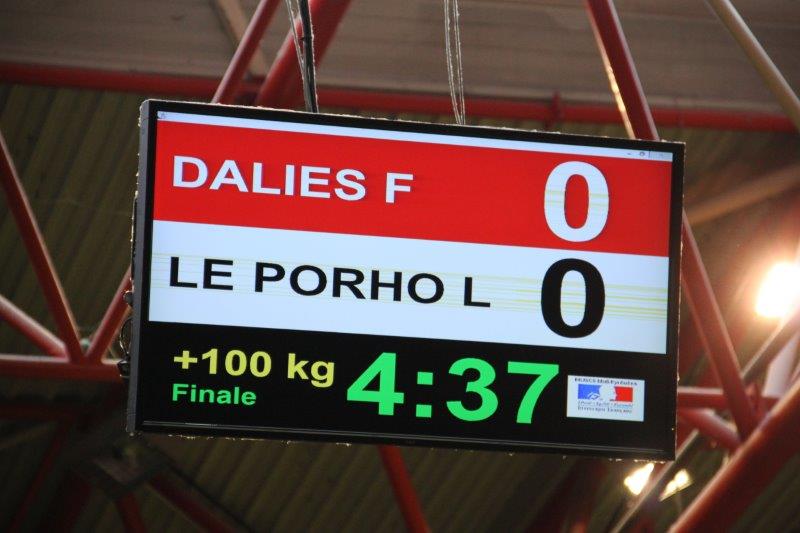 DALIES F 0
LE PORHO L 0
+100 kg
Finale
4:37